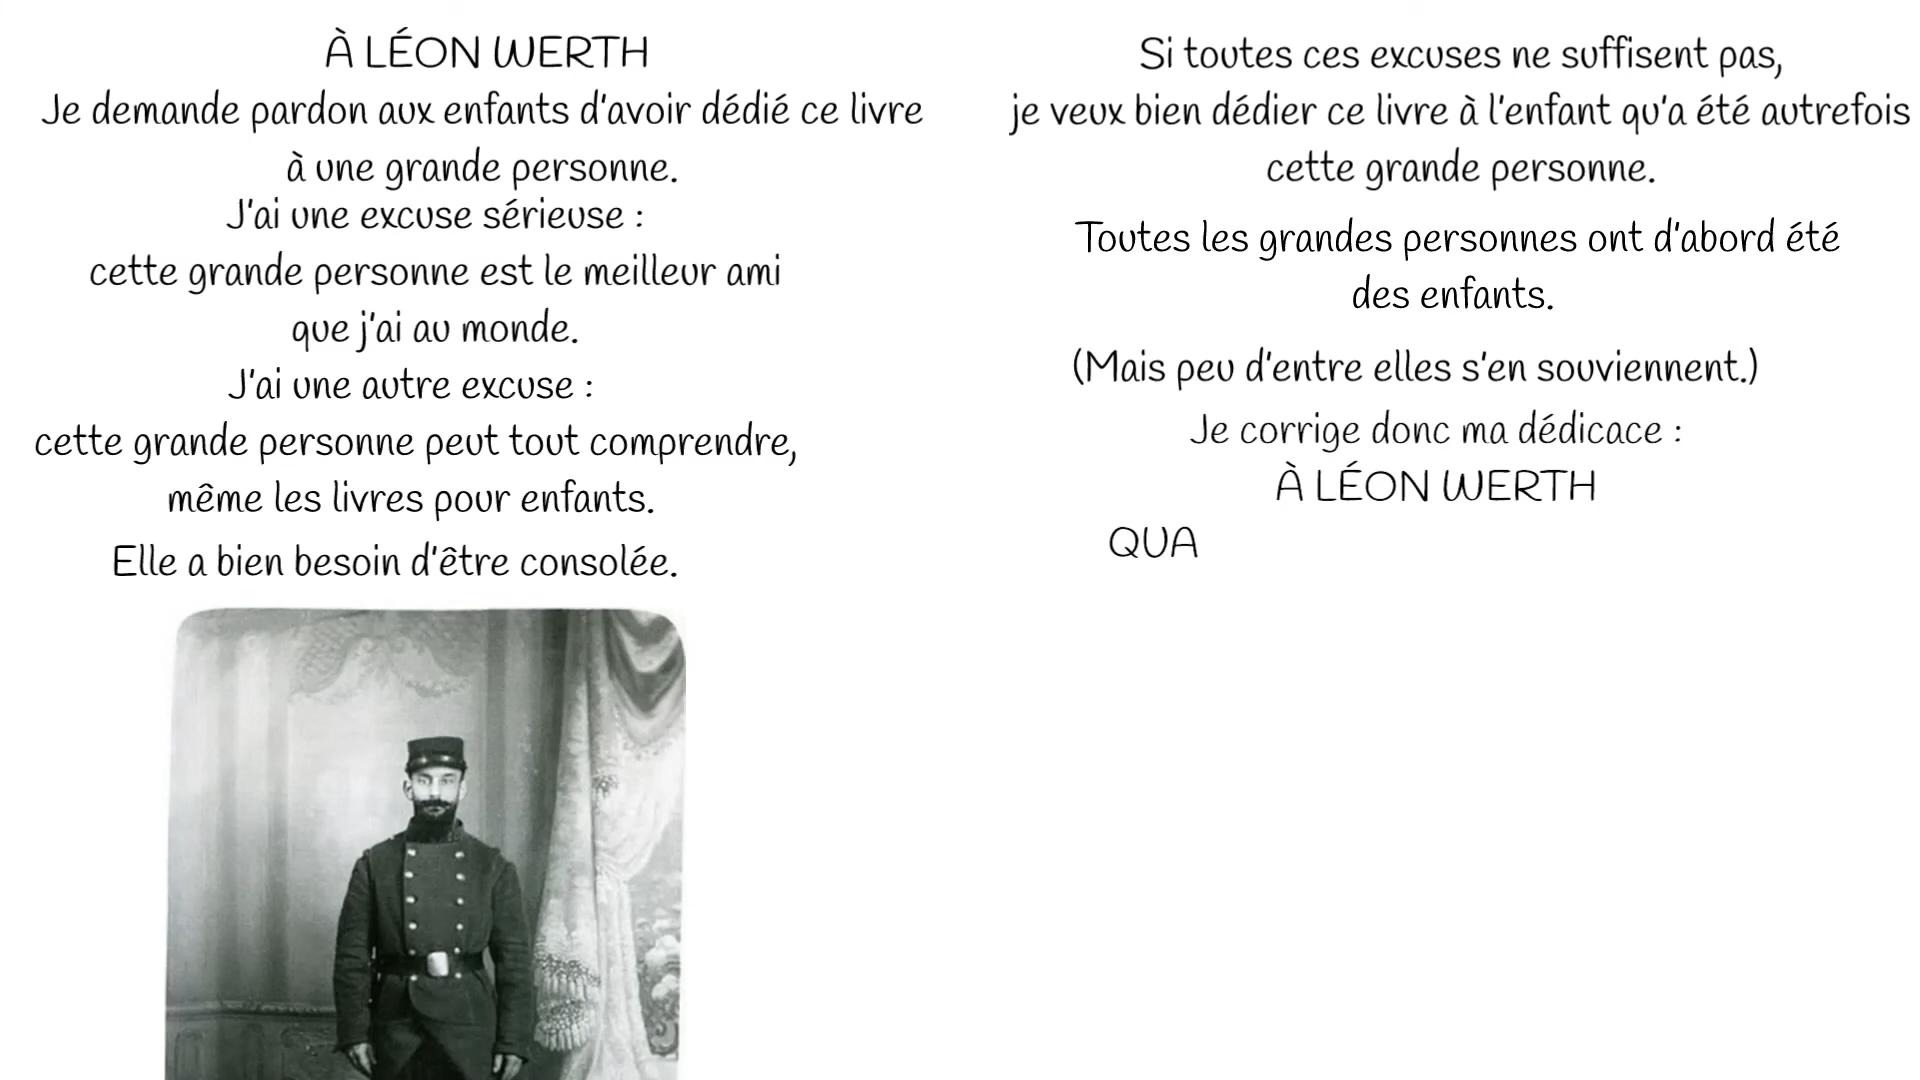 À LÉON WERTH
Je demande pardon aux enfants d'avoir dédié ce livre
à une grande personne.
J'ai une excuse sérieuse :
cette grande personne est le meilleur ami
que j'ai au monde.
J'ai une autre excuse :
cette grande personne peut tout comprendre,
même les livres pour enfants.
Elle a bien besoin d'être consolée.
Si toutes ces excuses ne suffisent pas,
je veux bien dédier ce livre à l'enfant qu'a été autrefois
cette grande personne.
Toutes les grandes personnes ont d'abord été
des enfants.
(Mais peu d'entre elles s'en souviennent.)
Je corrige donc ma dédicace :
À LÉON WERTH
QUA